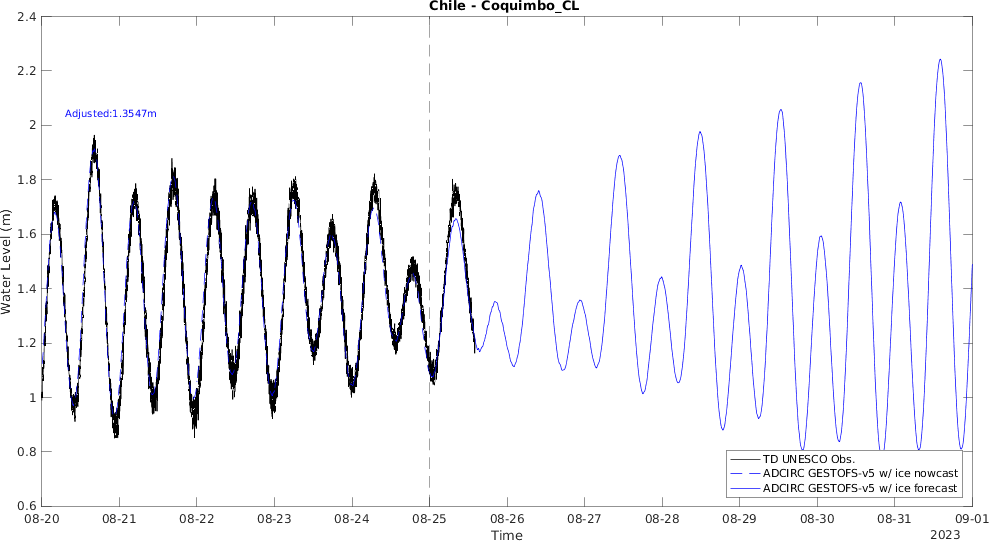 Chile - Coquimbo_CL
Water Level (m)
2.4
2.2
2
1.8
1.6
1.4
1.2
1
0.8
0.6
Adjusted:1.3547m
TD UNESCO Obs.
ADCIRC GESTOFS-v5 w/ ice nowcast
ADCIRC GESTOFS-v5 w/ ice forecast
08-20 08-21 08-22 08-23 08-24 08-25 08-26 08-27 08-28 08-29 08-30 08-31 09-01
Time
2023